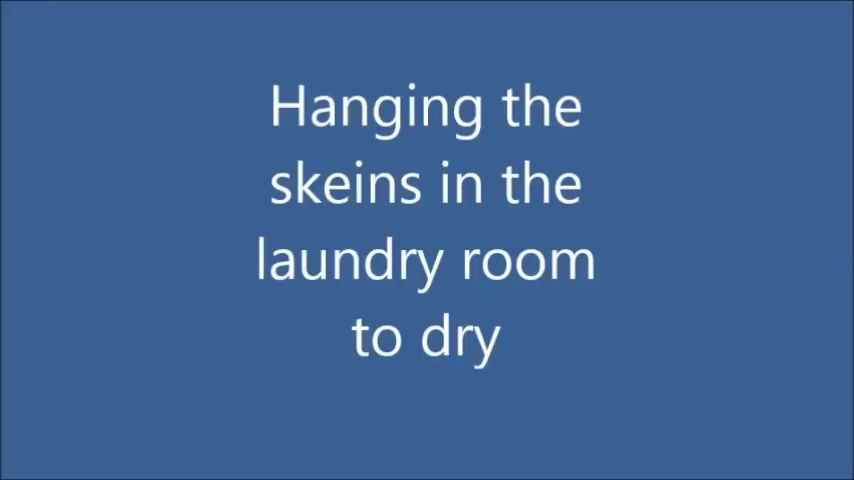 Hanging the
skeins in the
laundry room
to dry